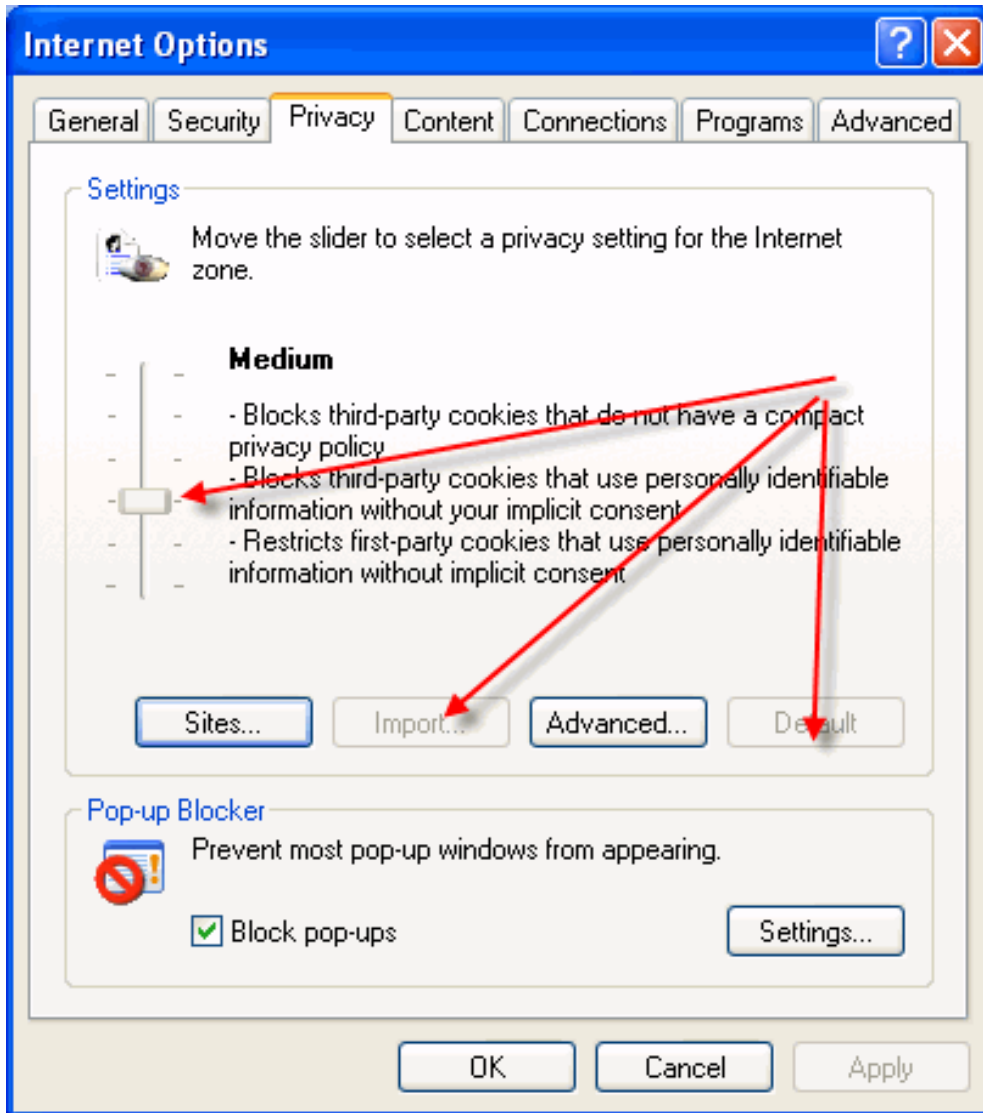 Internet Options
General Security Privacy Content Connections Programs Advanced
Settings
Move the slider to select a privacy setting for the Internet
zone.
Medium
- Blocks third-party cookies that do not have a compact
privacy policy
- Blocks third-party cookies that use personally identifiable
information without your implicit consent
- Restricts first-party cookies that use personally identifiable
information without implicit consent
Sites... Import... Advanced... Default
Pop-up Blocker
Prevent most pop-up windows from appearing.
Block pop-ups Settings...
OK Cancel Apply